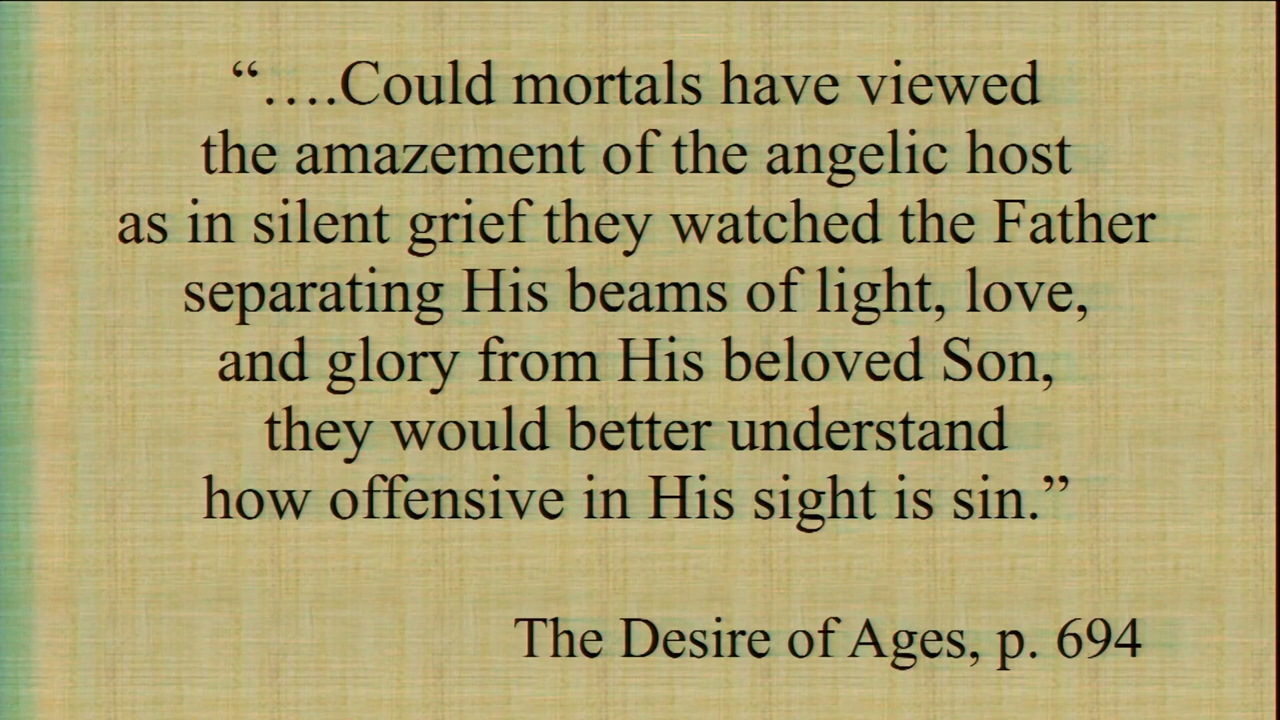 “….Could mortals have viewed
the amazement of the angelic host
as in silent grief they watched the Father
separating His beams of light, love,
and glory from His beloved Son,
they would better understand
how offensive in His sight is sin.”
The Desire of Ages, p. 694